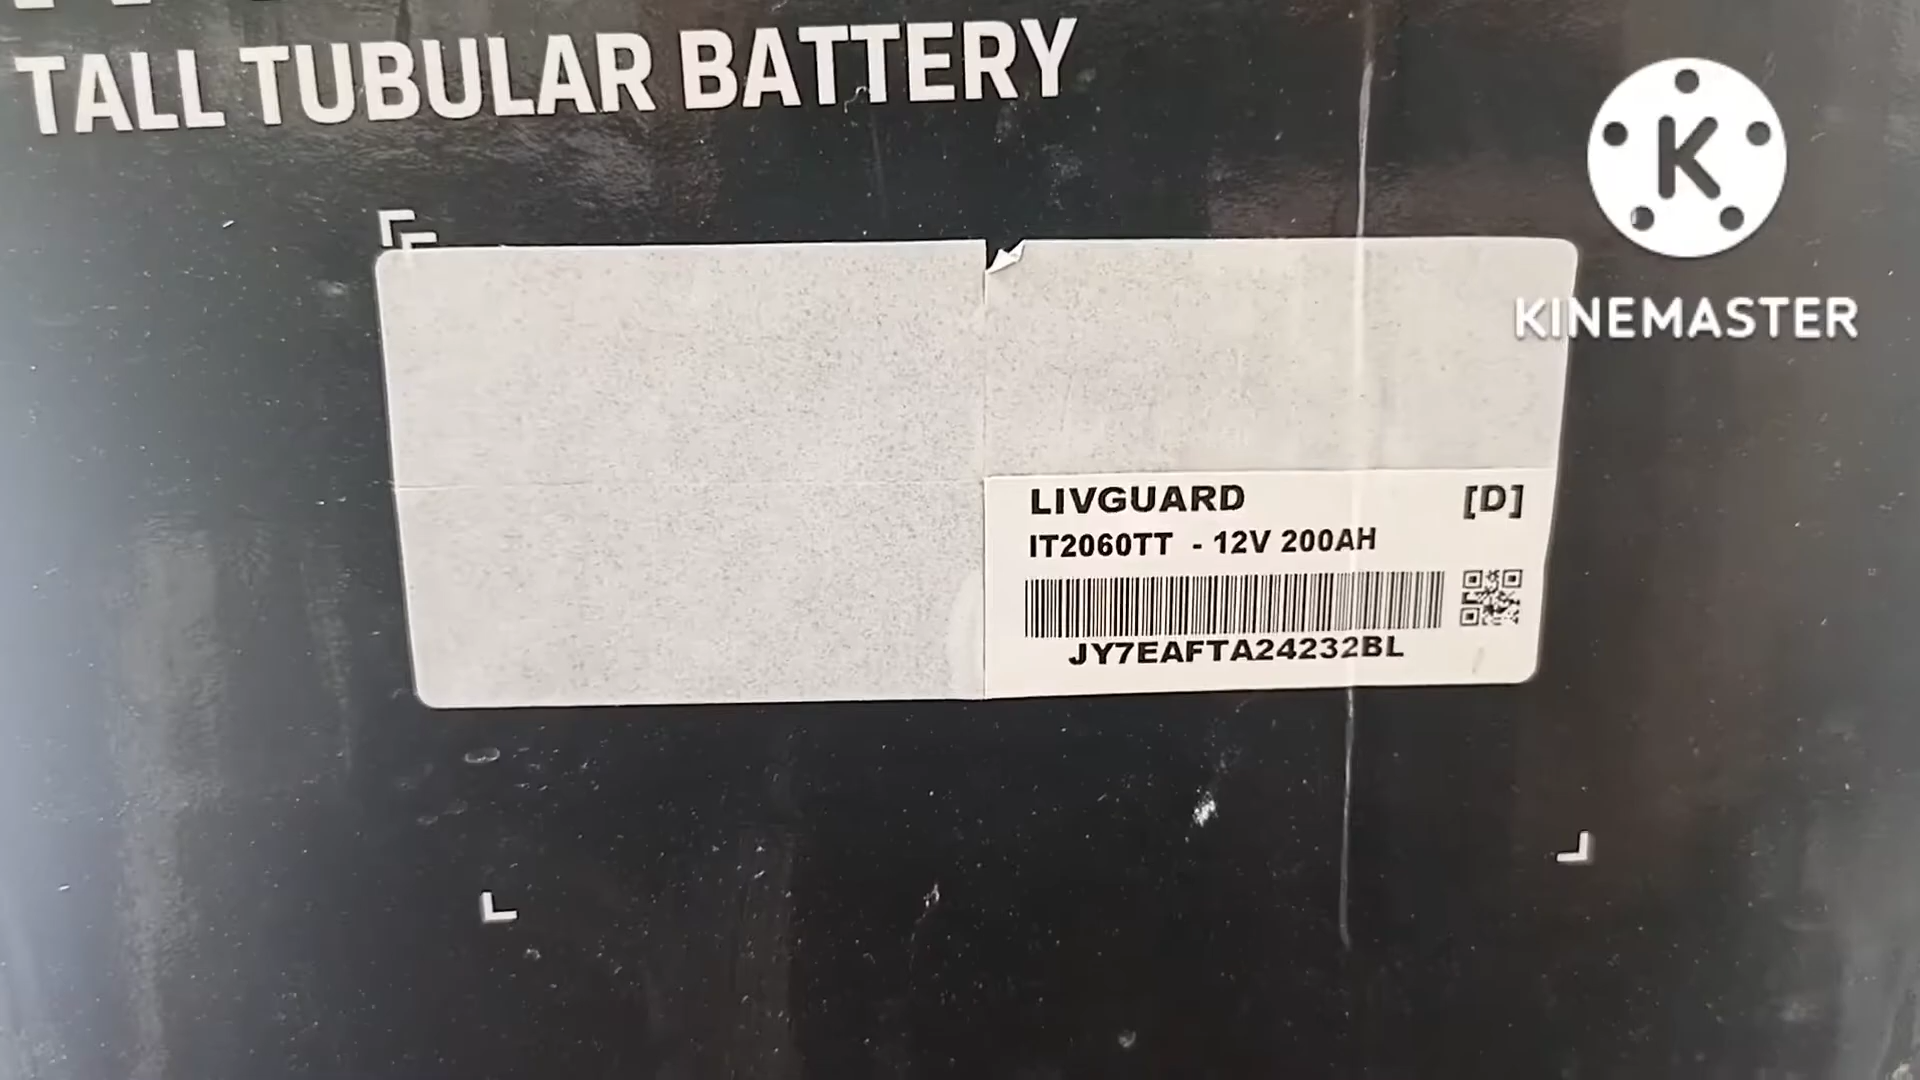 TALL TUBULAR BATTERY
K
KINEMASTER
LIVGUARD [D]
IT2060TT - 12V 200AH
JY7EAFTA24232BL